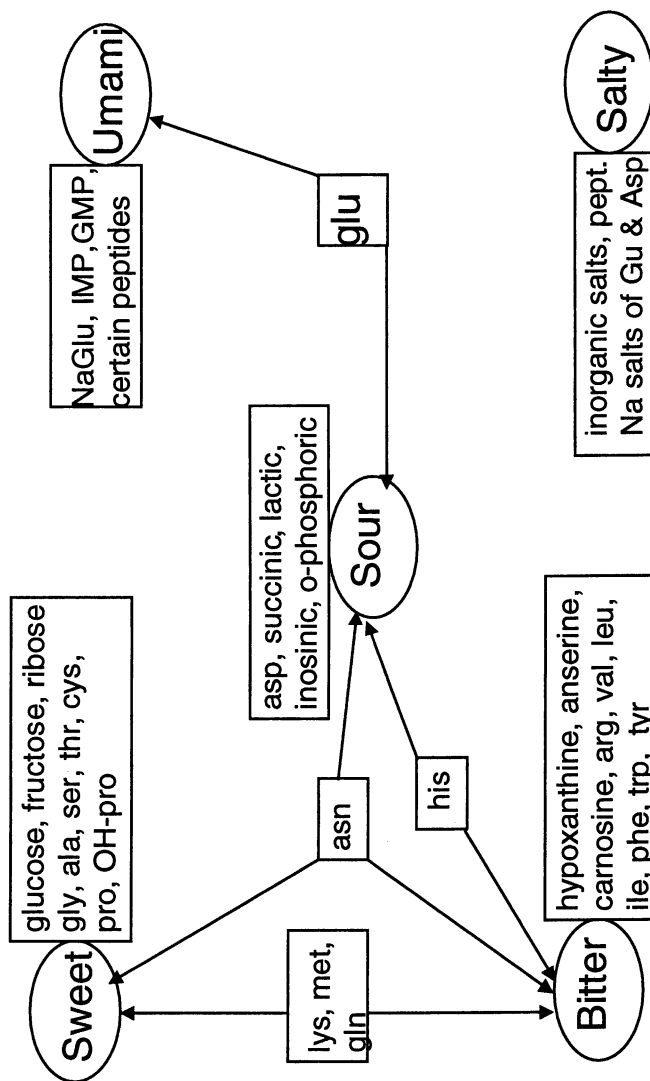 Sweet
glucose, fructose, ribose
gly, ala, ser, thr, cys,
pro, OH-pro
Umami
NaGlu, IMP,GMP,
certain peptides
asp, succinic, lactic,
inosinic, o-phosphoric
Sour
glu
lys, met,
gln
asn
his
Bitter
hypoxanthine, anserine,
carnosine, arg, val, leu,
ile, phe, trp, tyr
Salty
inorganic salts, pept.
Na salts of Gu & Asp